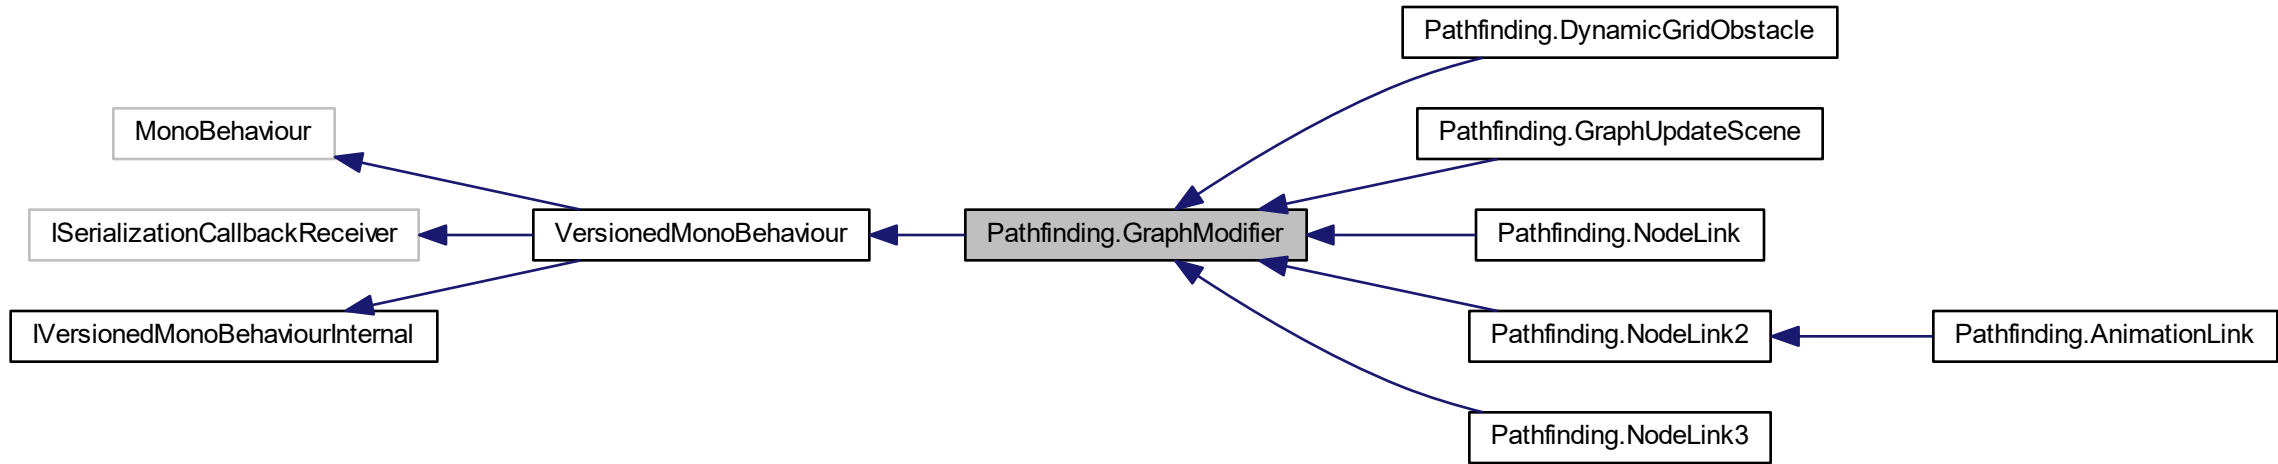 Pathfinding.DynamicGridObstacle
MonoBehaviour
Pathfinding.GraphUpdateScene
ISerializationCallbackReceiver
VersionedMonoBehaviour
Pathfinding.GraphModifier
Pathfinding.NodeLink
IVersionedMonoBehaviourInternal
Pathfinding.NodeLink2
Pathfinding.AnimationLink
Pathfinding.NodeLink3